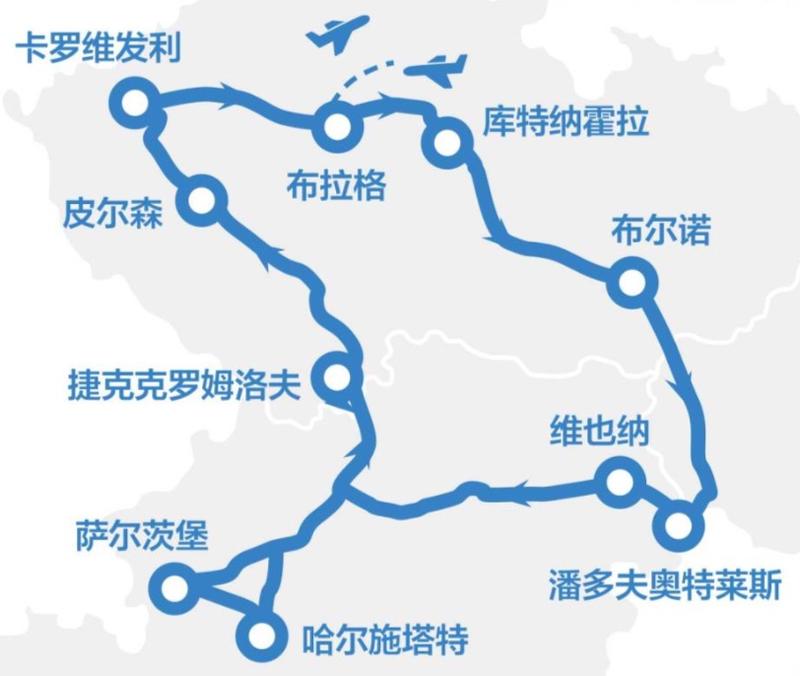 卡罗维发利
库特纳霍拉
布拉格
皮尔森
布尔诺
捷克克罗姆洛夫
维也纳
萨尔茨堡
潘多夫奥特莱斯
哈尔施塔特